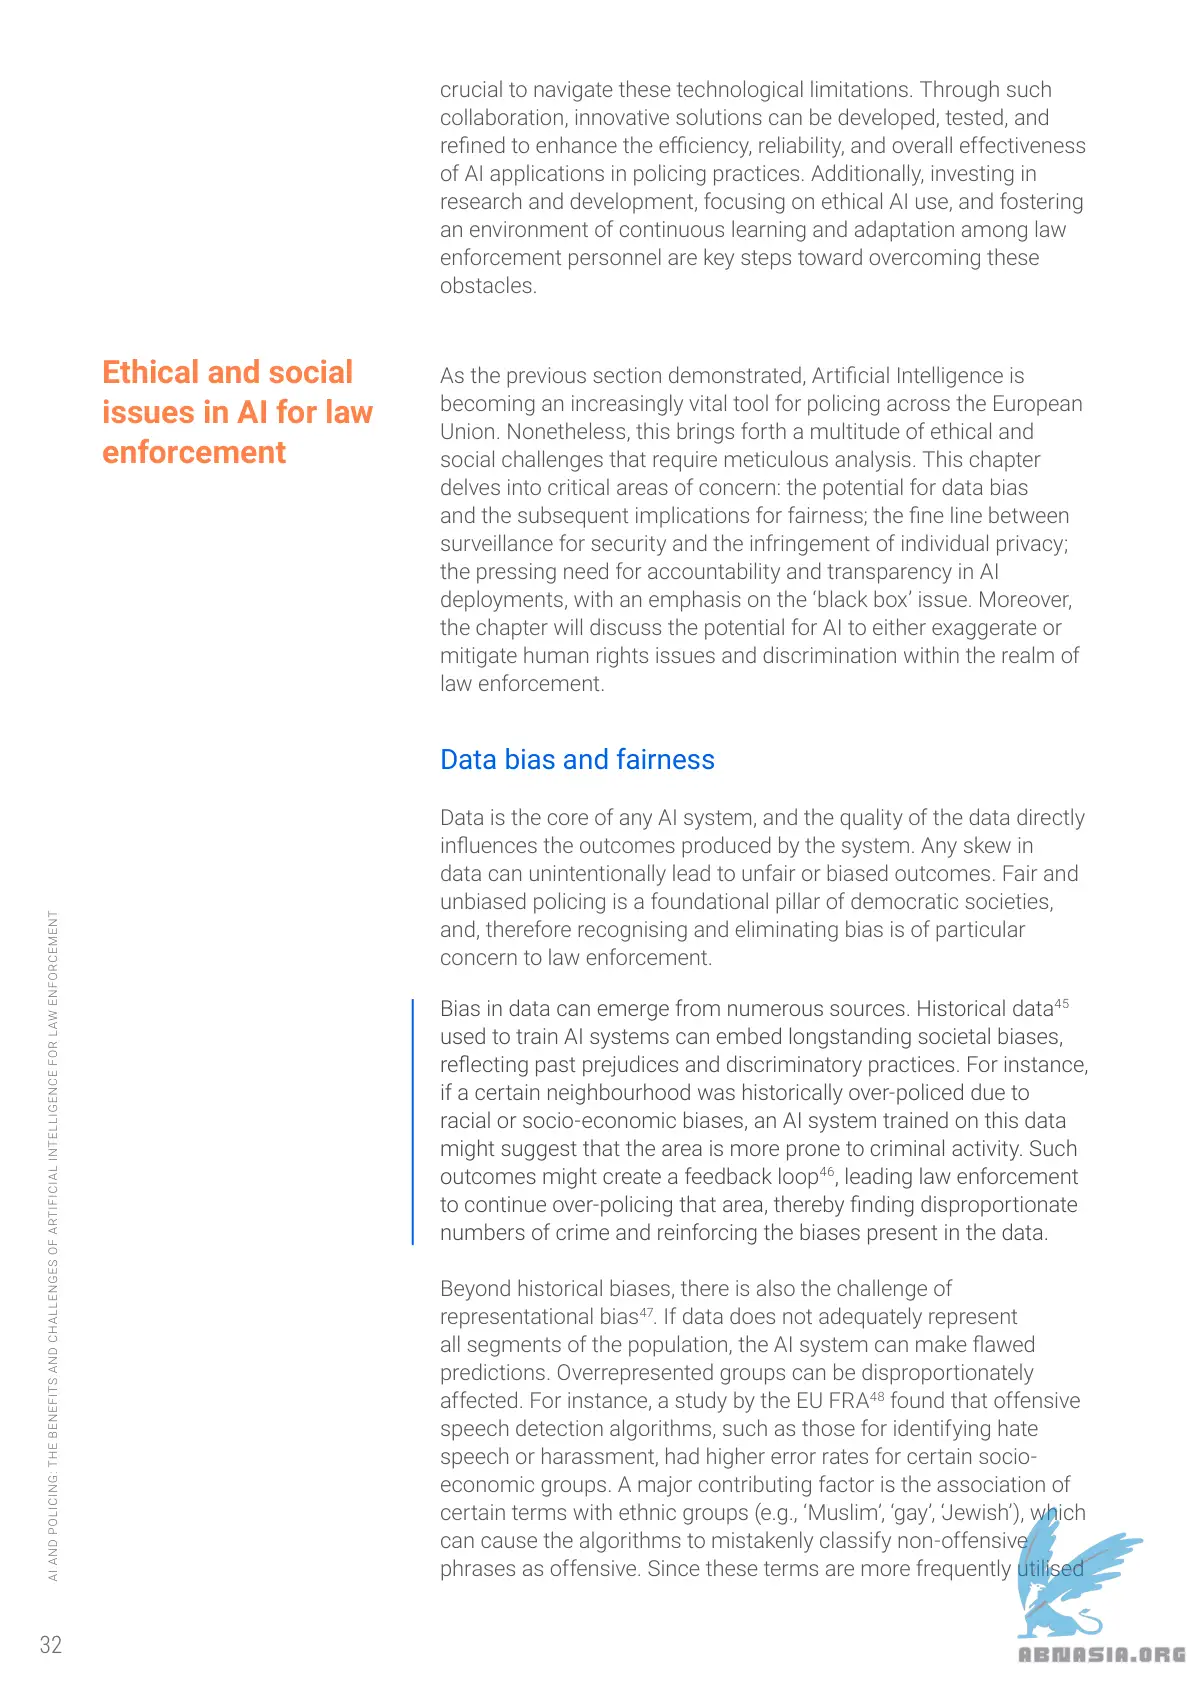 crucial to navigate these technological limitations. Through such
collaboration, innovative solutions can be developed, tested, and
refined to enhance the efficiency, reliability, and overall effectiveness
of AI applications in policing practices. Additionally, investing in
research and development, focusing on ethical AI use, and fostering
an environment of continuous learning and adaptation among law
enforcement personnel are key steps toward overcoming these
obstacles.
Ethical and social
issues in AI for law
enforcement
As the previous section demonstrated, Artificial Intelligence is
becoming an increasingly vital tool for policing across the European
Union. Nonetheless, this brings forth a multitude of ethical and
social challenges that require meticulous analysis. This chapter
delves into critical areas of concern: the potential for data bias
and the subsequent implications for fairness; the fine line between
surveillance for security and the infringement of individual privacy;
the pressing need for accountability and transparency in AI
deployments, with an emphasis on the ‘black box’ issue. Moreover,
the chapter will discuss the potential for AI to either exaggerate or
mitigate human rights issues and discrimination within the realm of
law enforcement.
Data bias and fairness
Data is the core of any AI system, and the quality of the data directly
influences the outcomes produced by the system. Any skew in
data can unintentionally lead to unfair or biased outcomes. Fair and
unbiased policing is a foundational pillar of democratic societies,
and, therefore recognising and eliminating bias is of particular
concern to law enforcement.
Bias in data can emerge from numerous sources. Historical data⁴⁵
used to train AI systems can embed longstanding societal biases,
reflecting past prejudices and discriminatory practices. For instance,
if a certain neighbourhood was historically over-policed due to
racial or socio-economic biases, an AI system trained on this data
might suggest that the area is more prone to criminal activity. Such
outcomes might create a feedback loop⁴⁶, leading law enforcement
to continue over-policing that area, thereby finding disproportionate
numbers of crime and reinforcing the biases present in the data.
Beyond historical biases, there is also the challenge of
representational bias⁴⁷. If data does not adequately represent
all segments of the population, the AI system can make flawed
predictions. Overrepresented groups can be disproportionately
affected. For instance, a study by the EU FRA⁴⁸ found that offensive
speech detection algorithms, such as those for identifying hate
speech or harassment, had higher error rates for certain socio-
economic groups. A major contributing factor is the association of
certain terms with ethnic groups (e.g., ‘Muslim’, ‘gay’, ‘Jewish’), which
can cause the algorithms to mistakenly classify non-offensive
phrases as offensive. Since these terms are more frequently utilised
AI AND POLICING: THE BENEFITS AND CHALLENGES OF ARTIFICIAL INTELLIGENCE FOR LAW ENFORCEMENT
32
ABNASIA.ORG